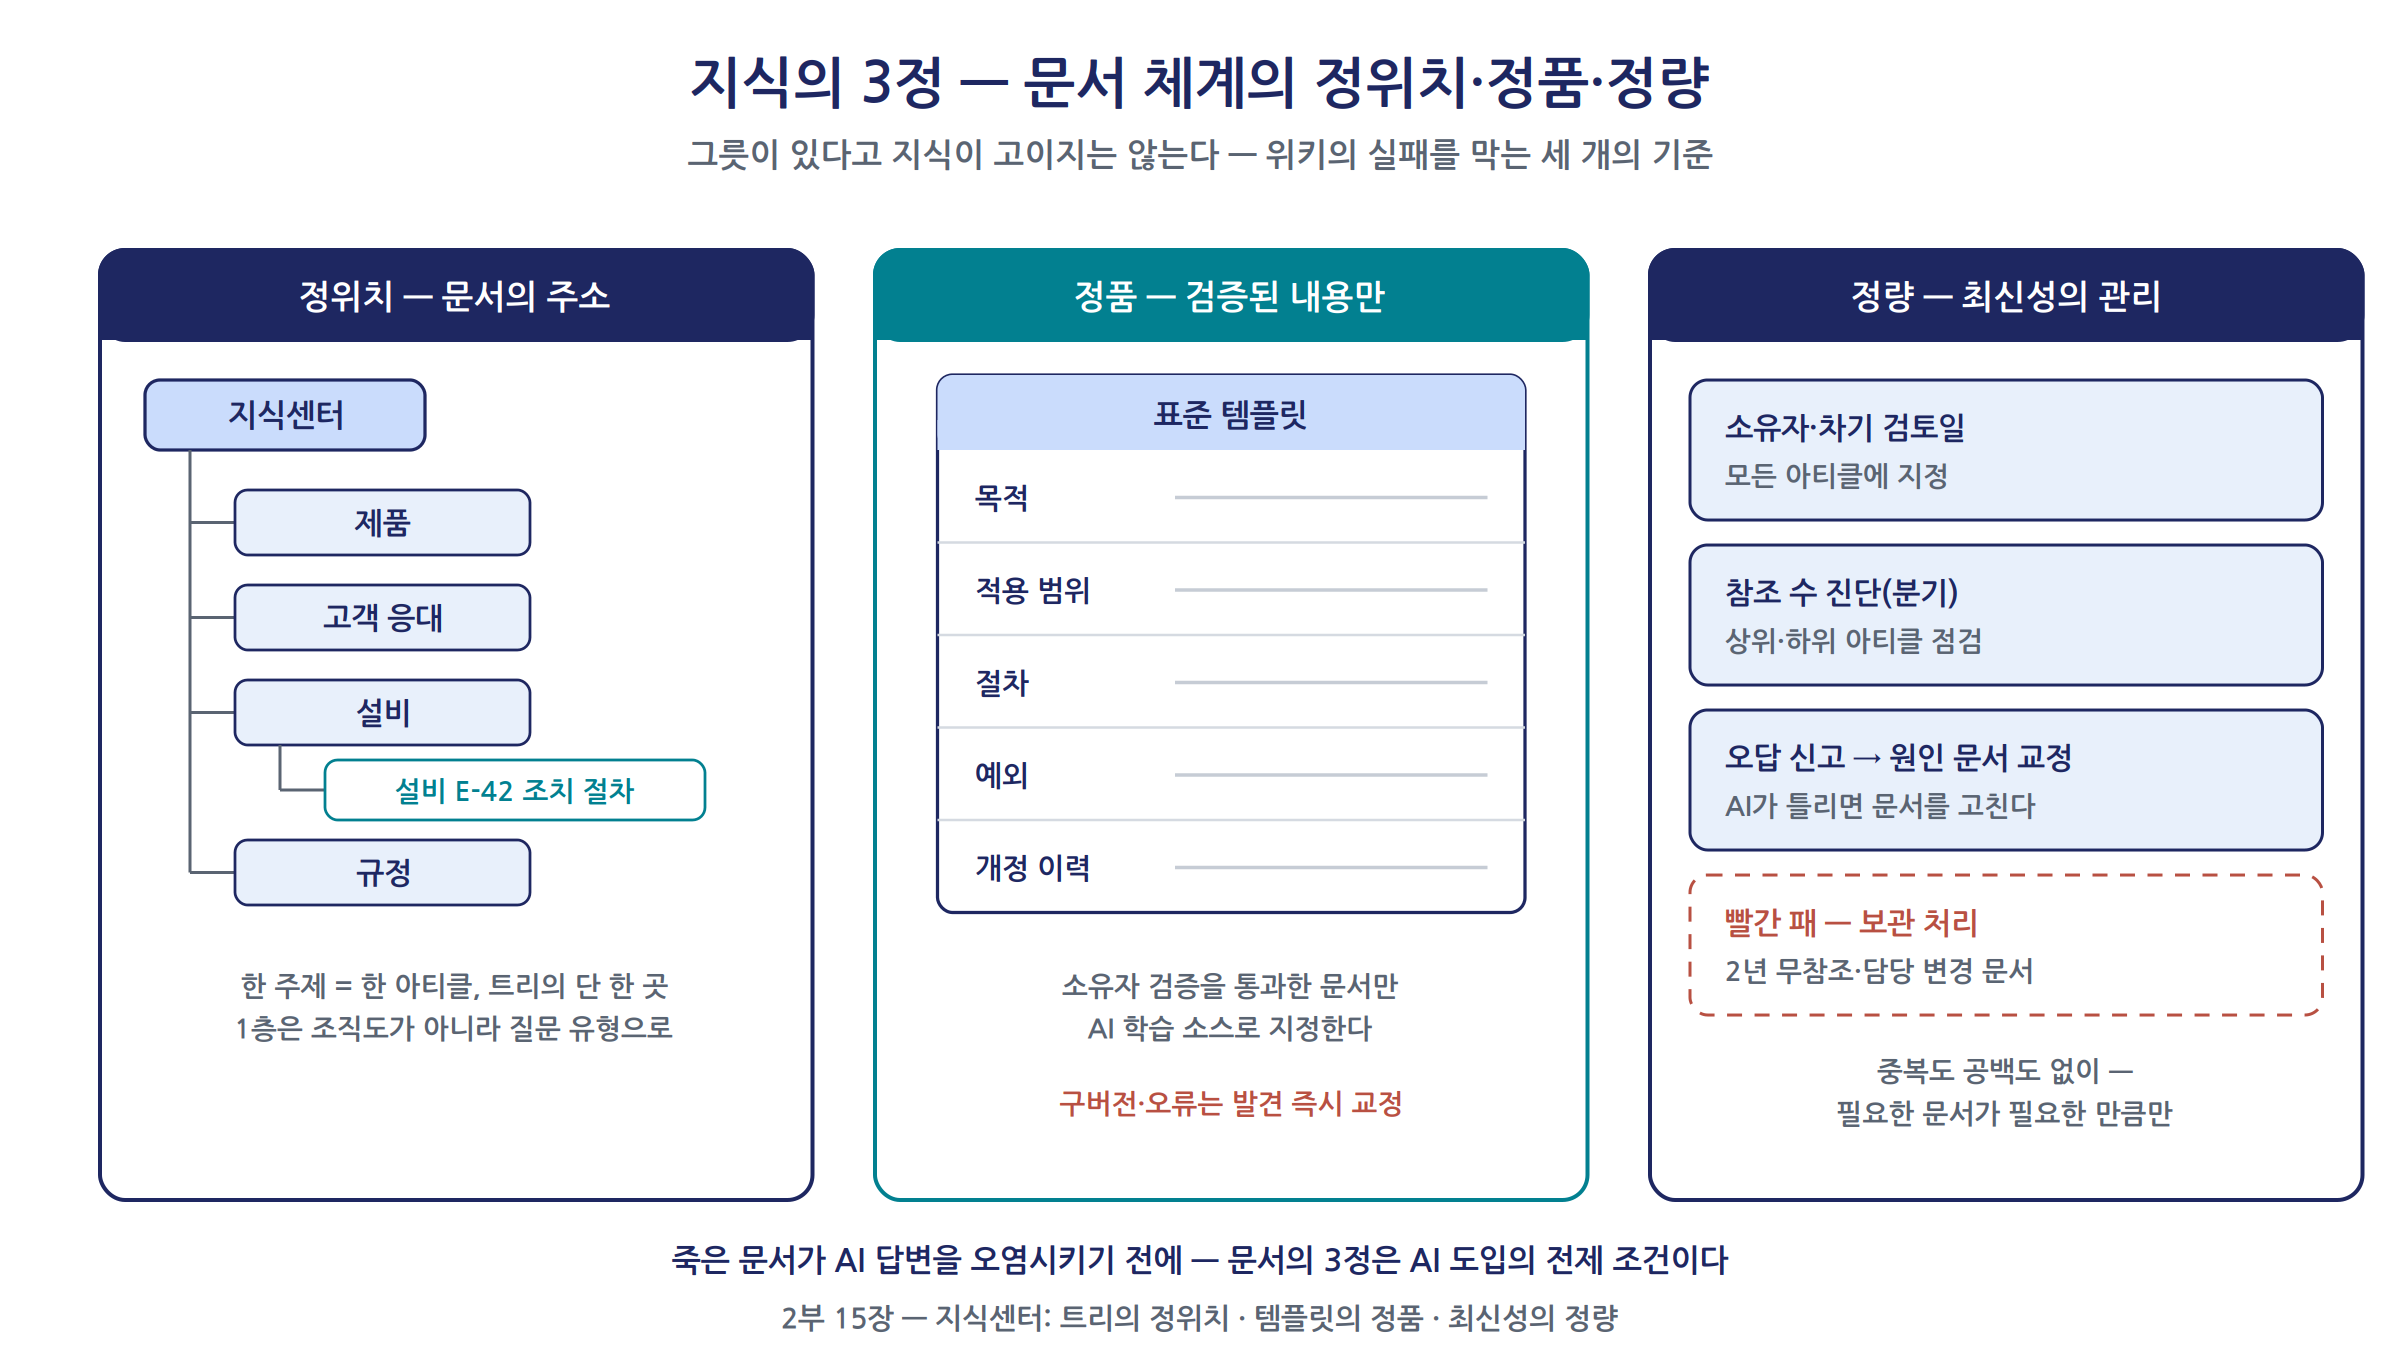 지식의 3정 — 문서 체계의 정위치·정품·정량
그릇이 있다고 지식이 고이지는 않는다 — 위키의 실패를 막는 세 개의 기준
정위치 — 문서의 주소
지식센터
제품
고객 응대
설비
설비 E-42 조치 절차
규정
한 주제 = 한 아티클, 트리의 단 한 곳
1층은 조직도가 아니라 질문 유형으로
정품 — 검증된 내용만
표준 템플릿
목적
적용 범위
절차
예외
개정 이력
소유자 검증을 통과한 문서만
AI 학습 소스로 지정한다
구버전·오류는 발견 즉시 교정
정량 — 최신성의 관리
소유자·차기 검토일
모든 아티클에 지정
참조 수 진단(분기)
상위·하위 아티클 점검
오답 신고 → 원인 문서 교정
AI가 틀리면 문서를 고친다
빨간 패 — 보관 처리
2년 무참조·담당 변경 문서
중복도 공백도 없이 —
필요한 문서가 필요한 만큼만
죽은 문서가 AI 답변을 오염시키기 전에 — 문서의 3정은 AI 도입의 전제 조건이다
2부 15장 — 지식센터: 트리의 정위치 · 템플릿의 정품 · 최신성의 정량